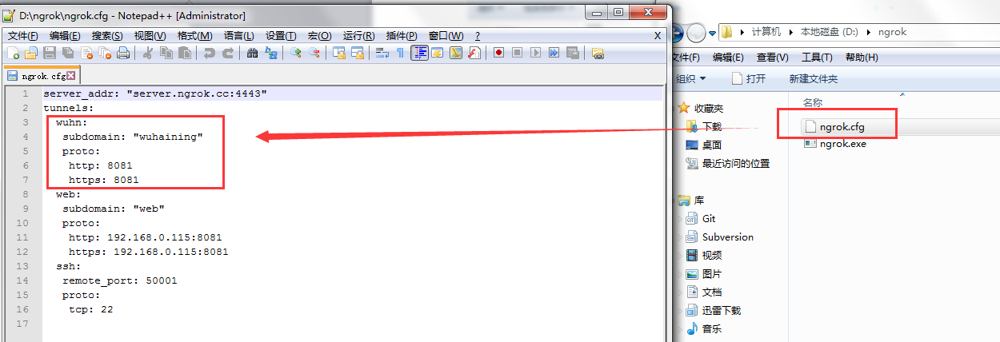 D:\ngrok\ngrok.cfg - Notepad++ [Administrator]
文件(F) 编辑(E) 搜索(S) 视图(V) 格式(M) 语言(L) 设置(T) 宏(O) 运行(R) 插件(P) 窗口(W) ? X
ngrok.cfg
1 server_addr: "server.ngrok.cc:4443"
2 tunnels:
3 wuhn:
4 subdomain: "wuhaining"
5 proto:
6 http: 8081
7 https: 8081
8 web:
9 subdomain: "web"
10 proto:
11 http: 192.168.0.115:8081
12 https: 192.168.0.115:8081
13 ssh:
14 remote_port: 50001
15 proto:
16 tcp: 22
17
计算机 本地磁盘 (D:) ngrok
文件(F) 编辑(E) 查看(V) 工具(T) 帮助(H)
组织 打开 新建文件夹
收藏夹
下载
桌面
最近访问的位置
库
Git
Subversion
视频
图片
文档
迅雷下载
音乐
名称
ngrok.cfg
ngrok.exe